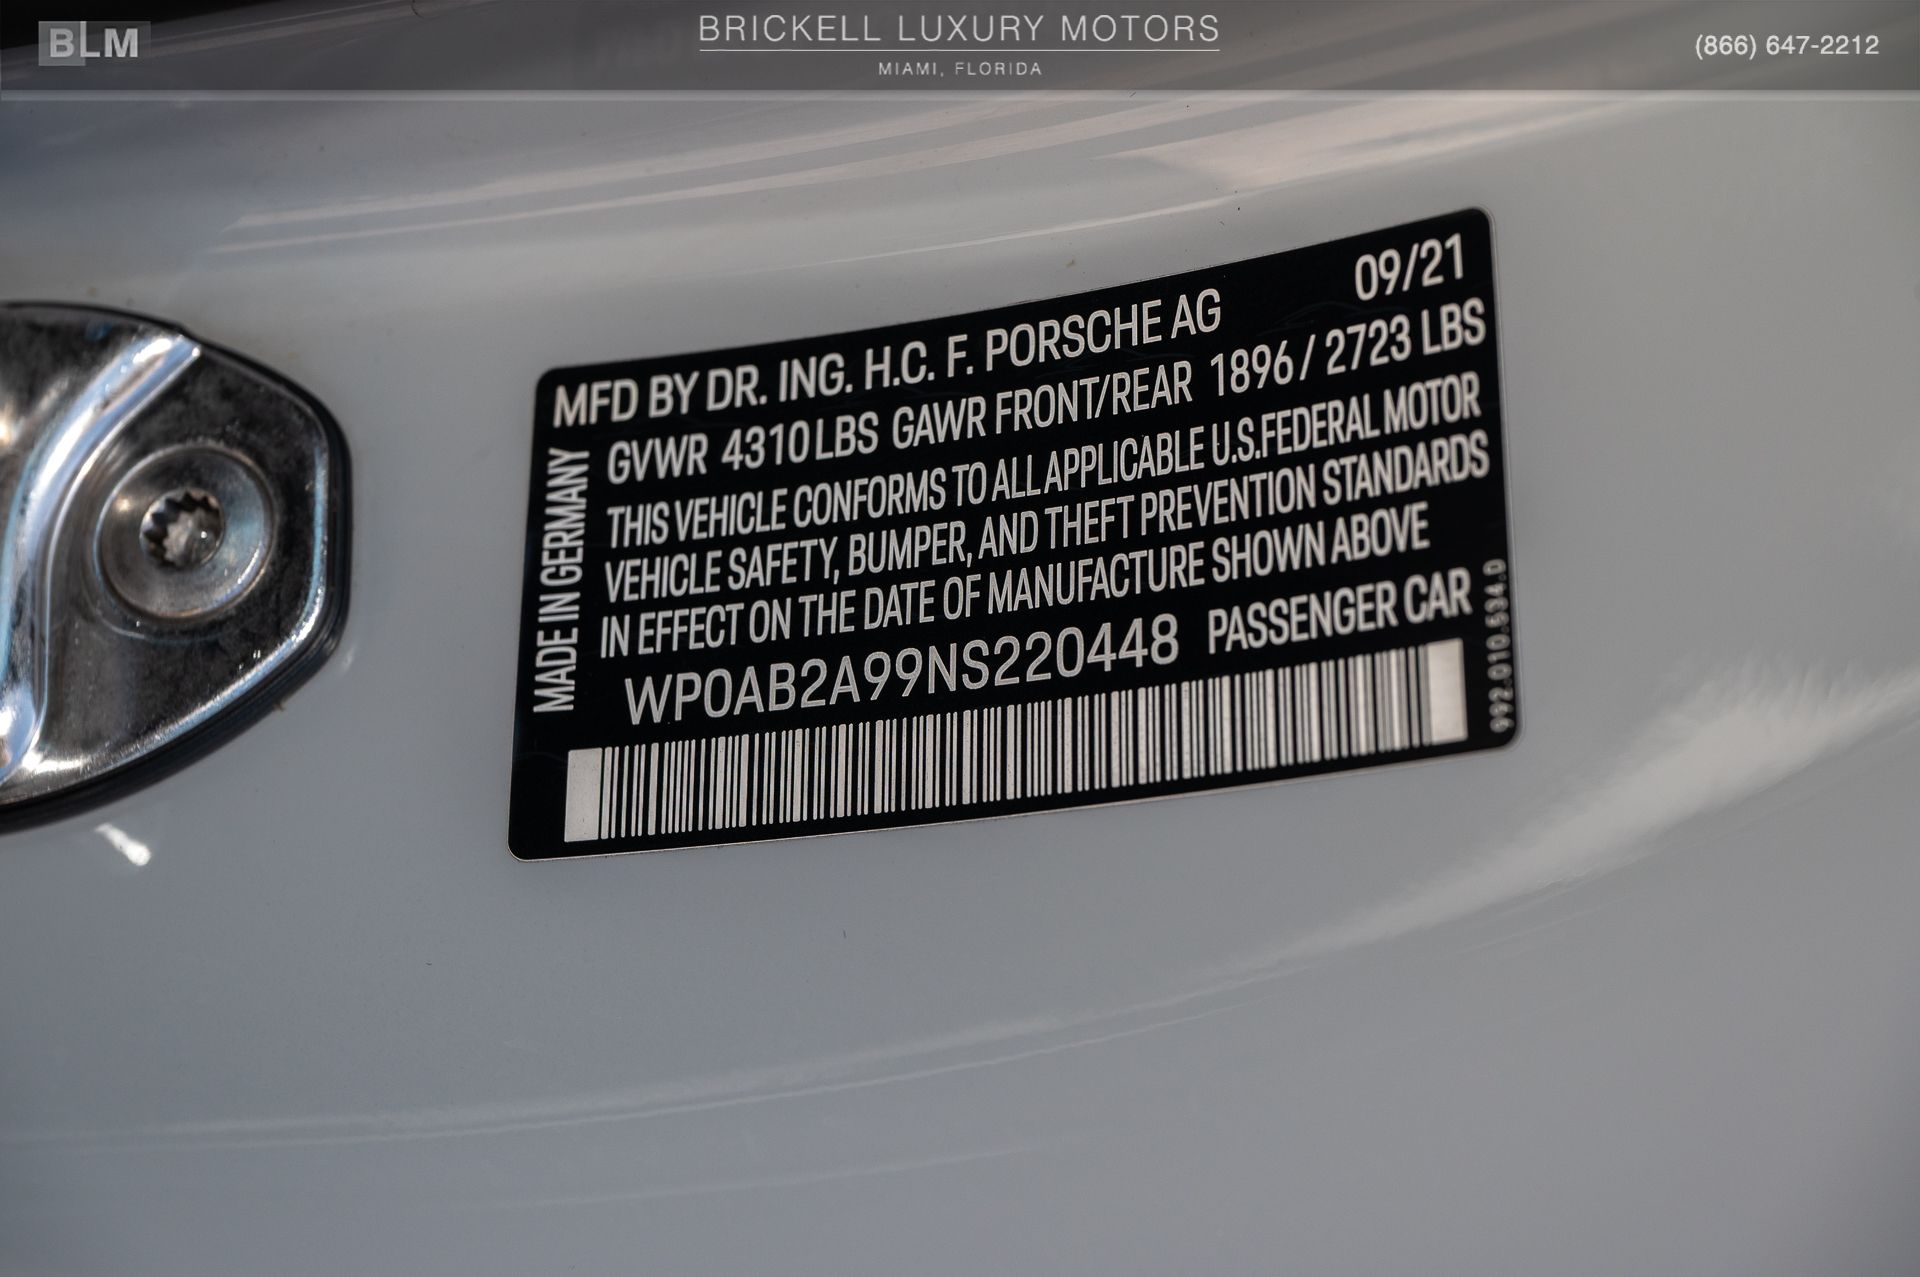 BLM
BRICKELL LUXURY MOTORS
MIAMI, FLORIDA
(866) 647-2212
09/21
MFD BY DR. ING. H.C. F. PORSCHE AG
GVWR 4310 LBS GAWR FRONT/REAR 1896 / 2723 LBS
THIS VEHICLE CONFORMS TO ALL APPLICABLE U.S.FEDERAL MOTOR
VEHICLE SAFETY, BUMPER, AND THEFT PREVENTION STANDARDS
IN EFFECT ON THE DATE OF MANUFACTURE SHOWN ABOVE
WP0AB2A99NS220448 PASSENGER CAR
MADE IN GERMANY
992.010.534.D